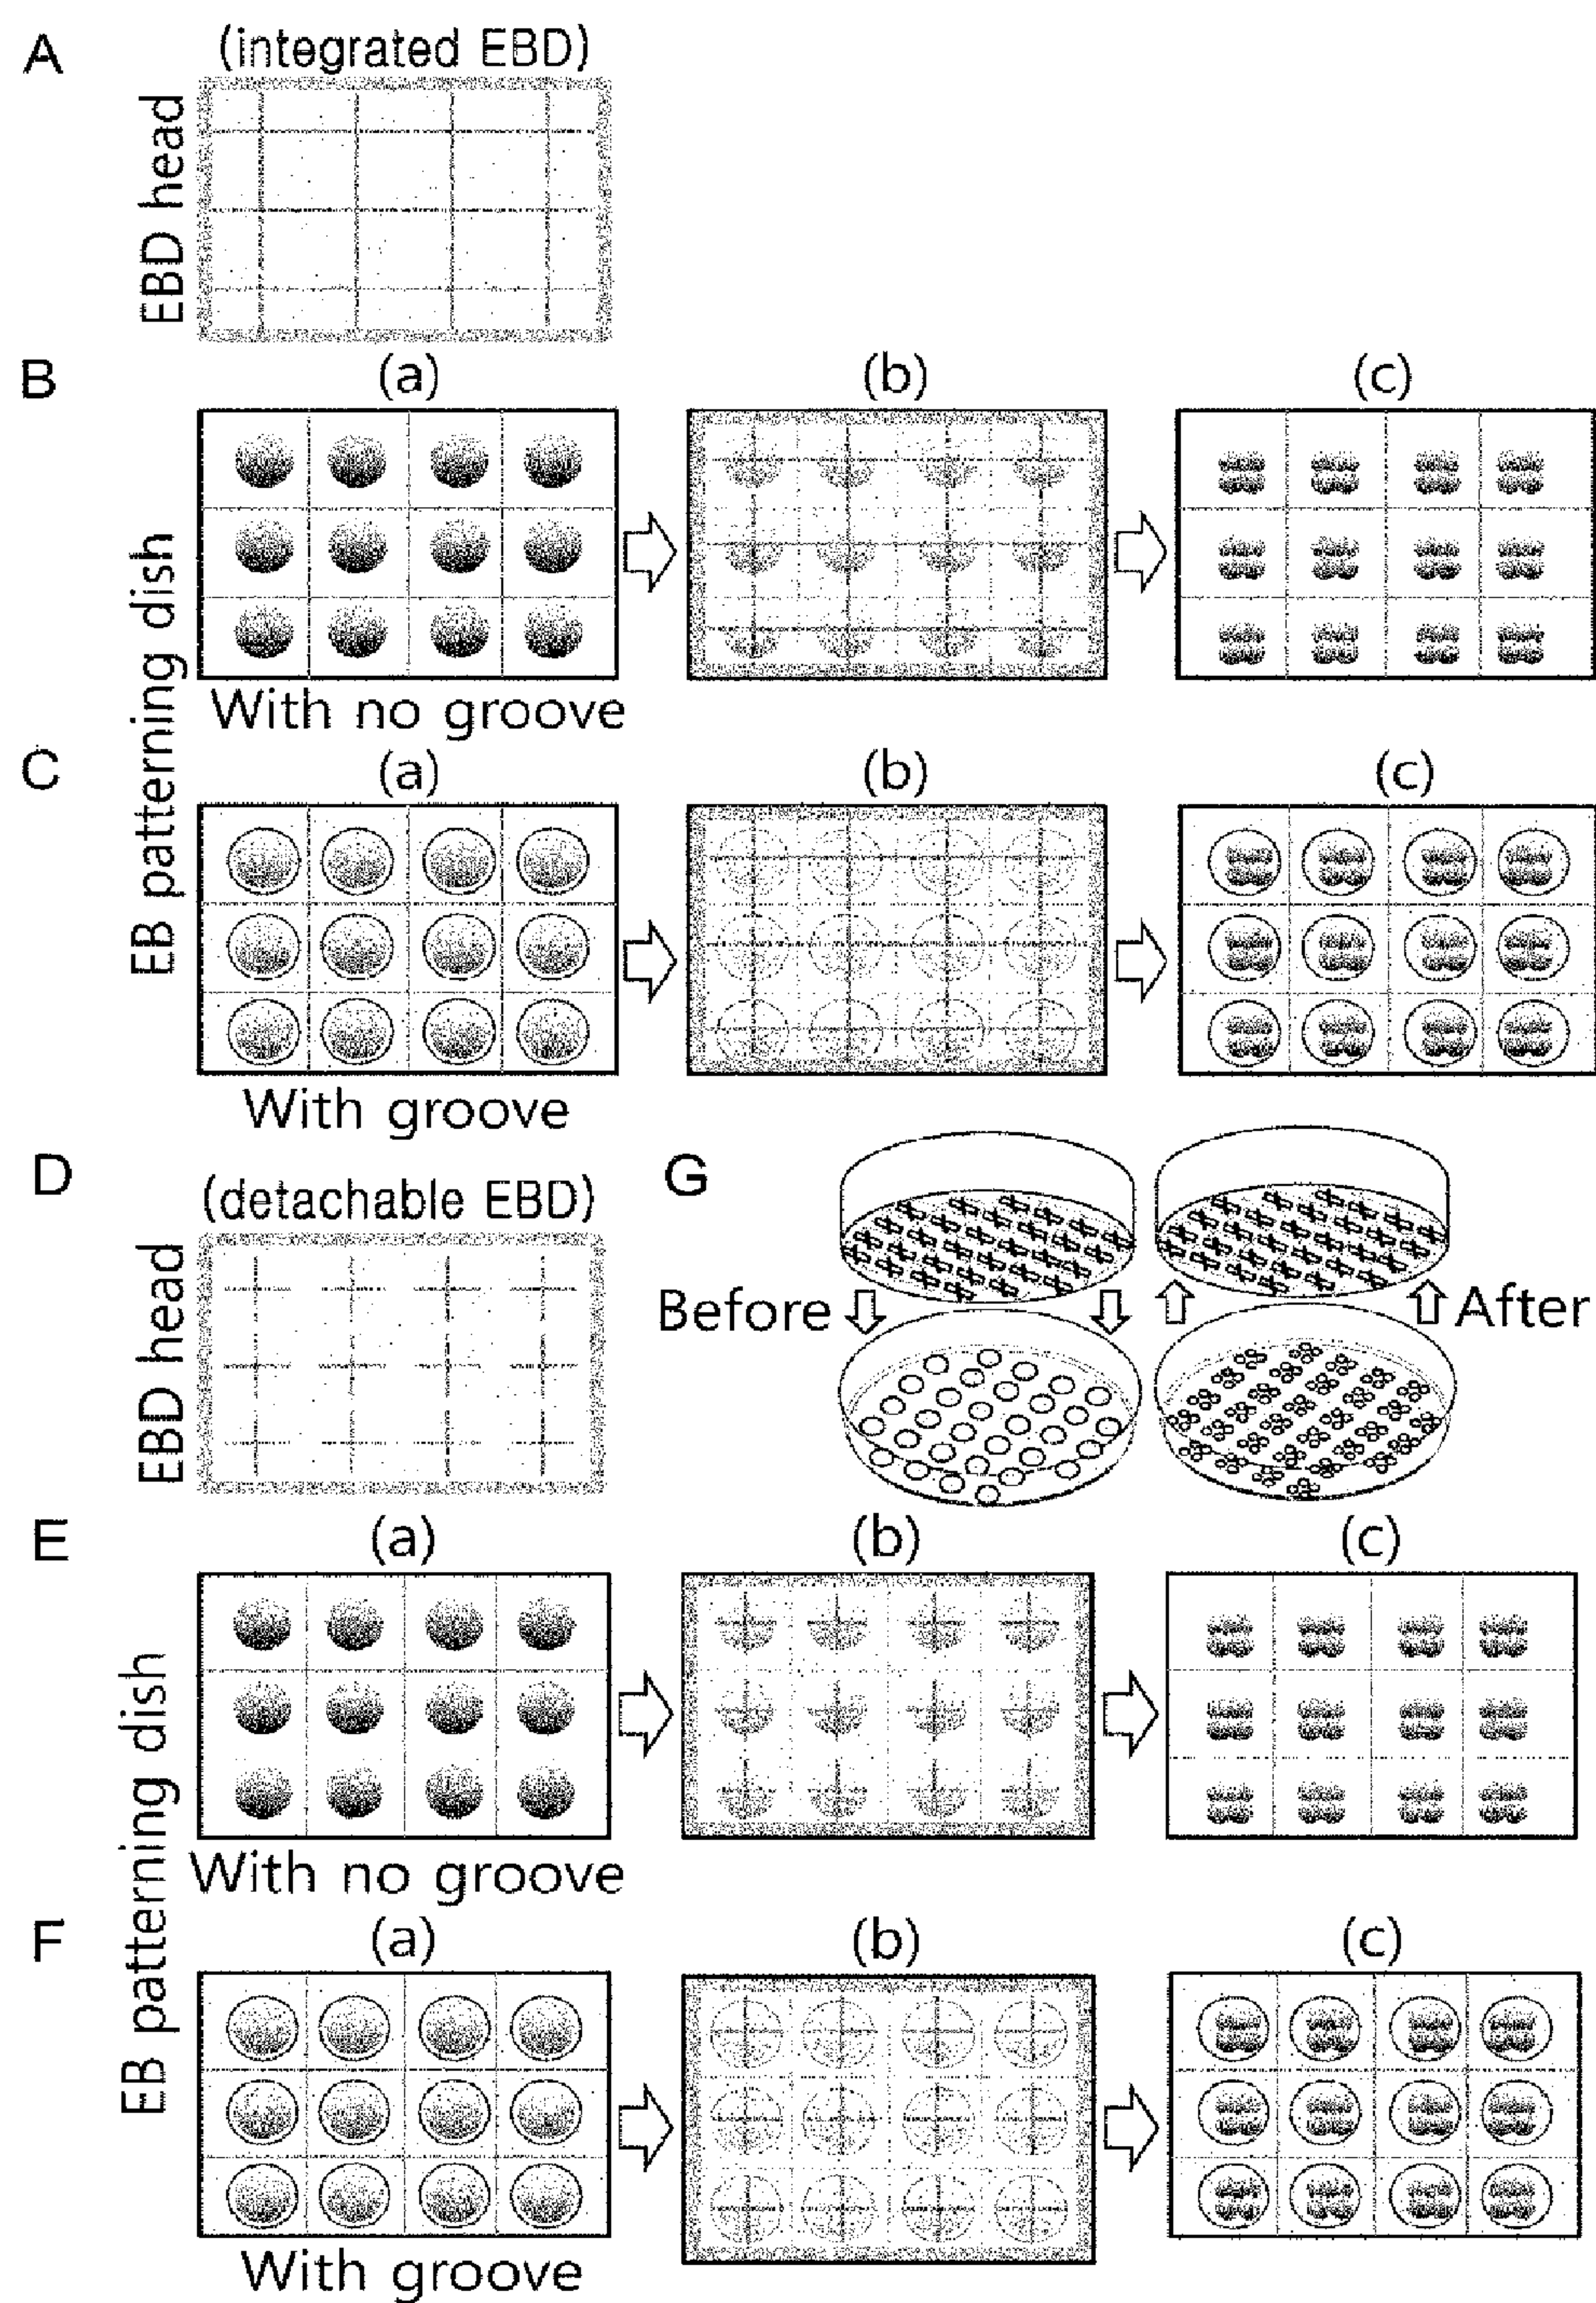 A
(integrated EBD)
EBD head
B
(a)
(b)
(c)
EB patterning dish
With no groove
C
(a)
(b)
(c)
With groove
D
(detachable EBD)
EBD head
G
Before
After
E
(a)
(b)
(c)
EB patterning dish
With no groove
F
(a)
(b)
(c)
With groove